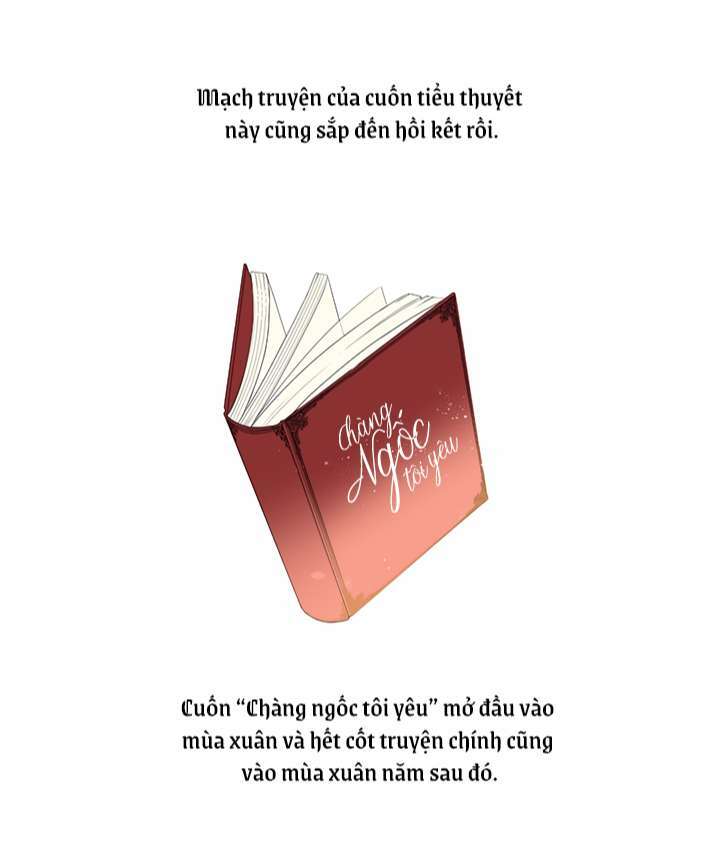 Mạch truyện của cuốn tiểu thuyết
này cũng sắp đến hồi kết rồi.
chàng
Ngốc
tôi yêu
Cuốn “Chàng ngốc tôi yêu” mở đầu vào
mùa xuân và hết cốt truyện chính cũng
vào mùa xuân năm sau đó.